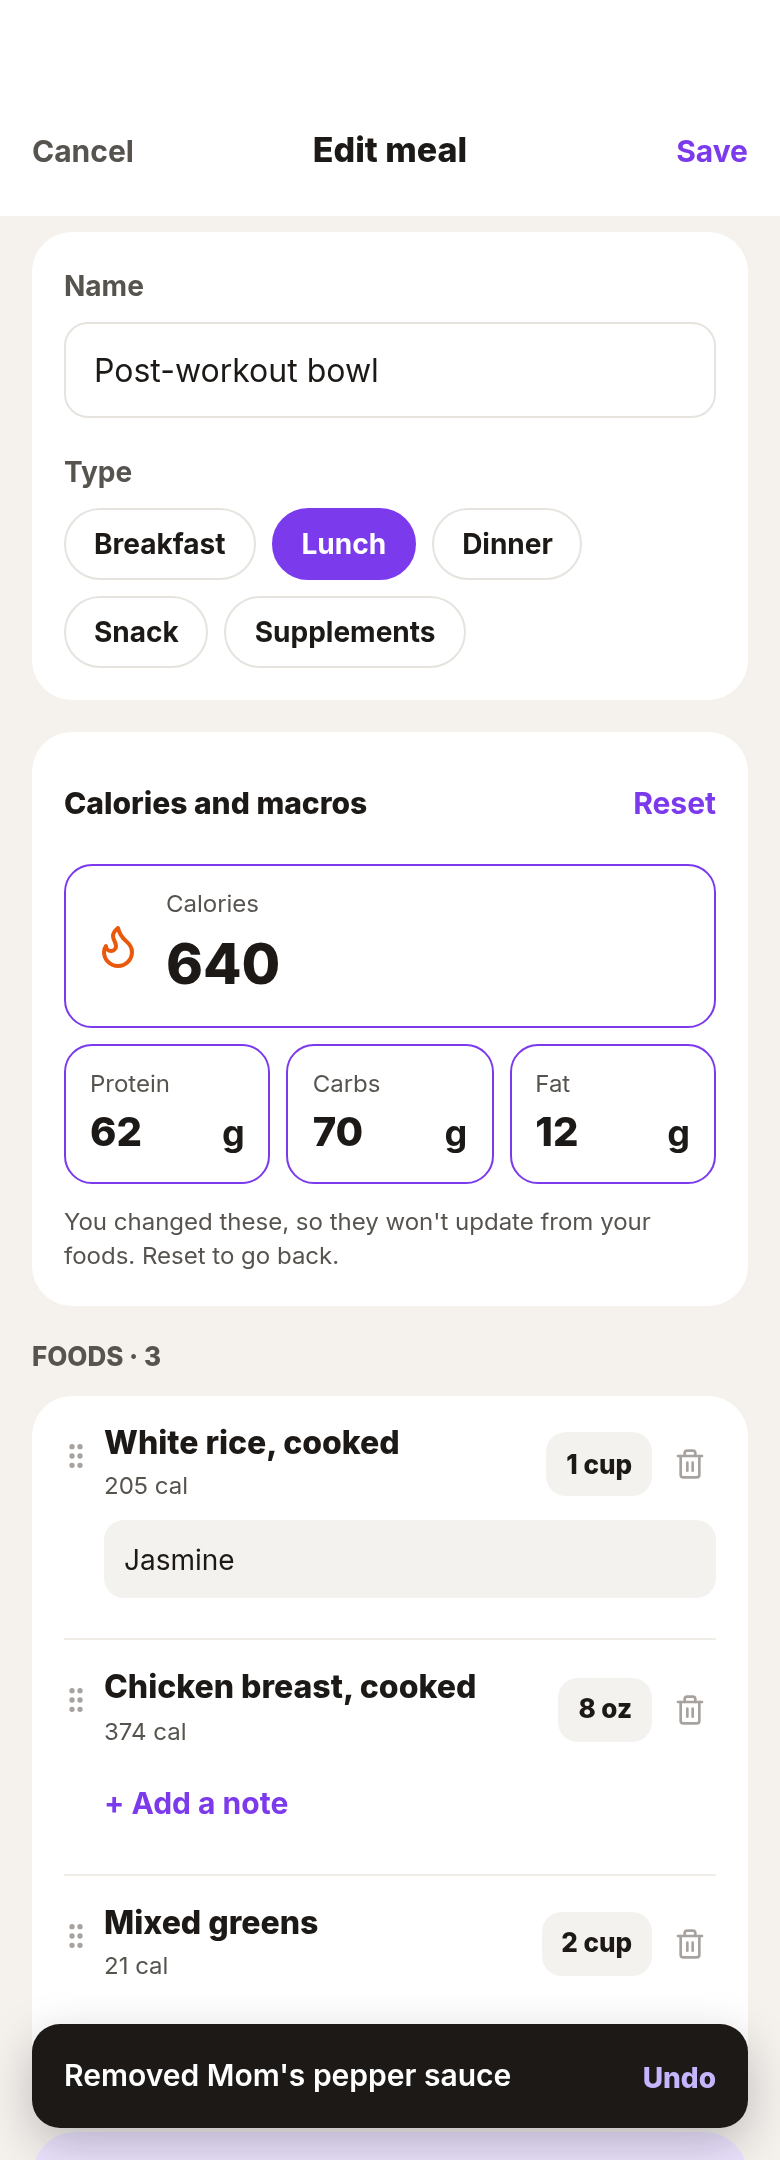 Cancel
Edit meal
Save
Name
Post-workout bowl
Type
Breakfast
Lunch
Dinner
Snack
Supplements
Calories and macros
Reset
Calories
640
Protein
62 g
Carbs
70 g
Fat
12 g
You changed these, so they won't update from your
foods. Reset to go back.
FOODS · 3
White rice, cooked
205 cal
1 cup
Jasmine
Chicken breast, cooked
374 cal
8 oz
+ Add a note
Mixed greens
21 cal
2 cup
Removed Mom's pepper sauce
Undo